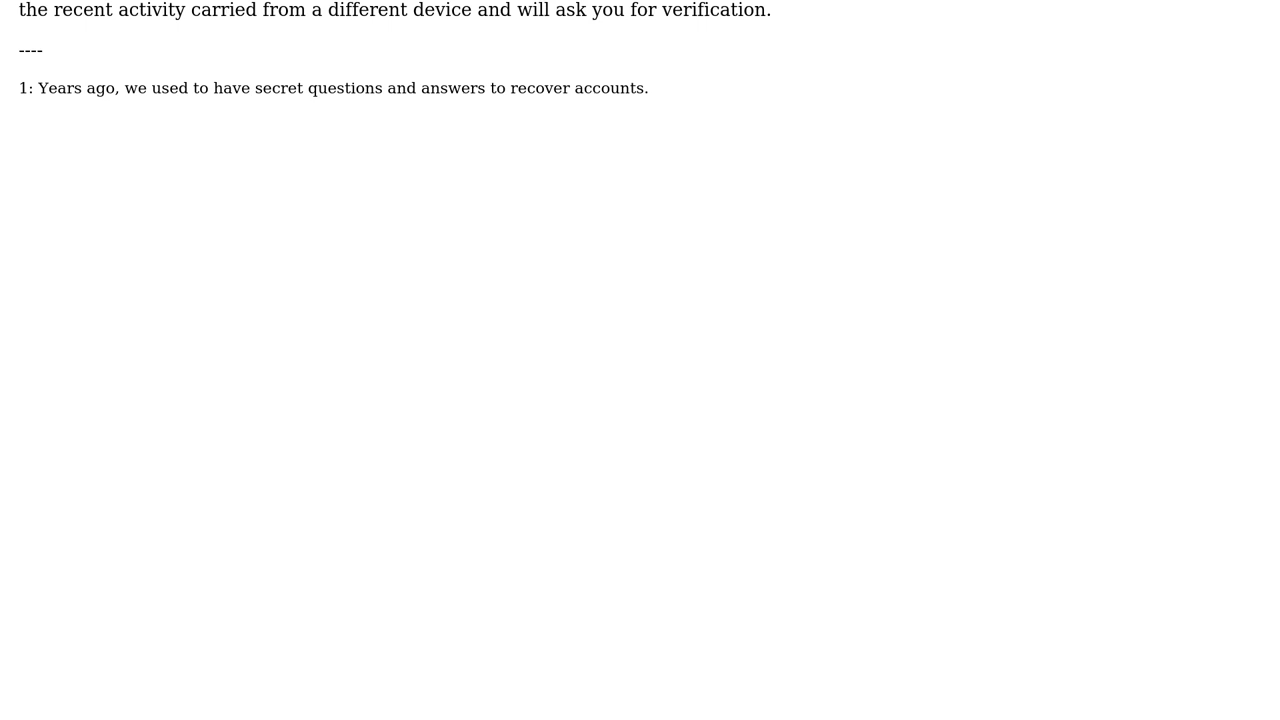 the recent activity carried from a different device and will ask you for verification.
----
1: Years ago, we used to have secret questions and answers to recover accounts.